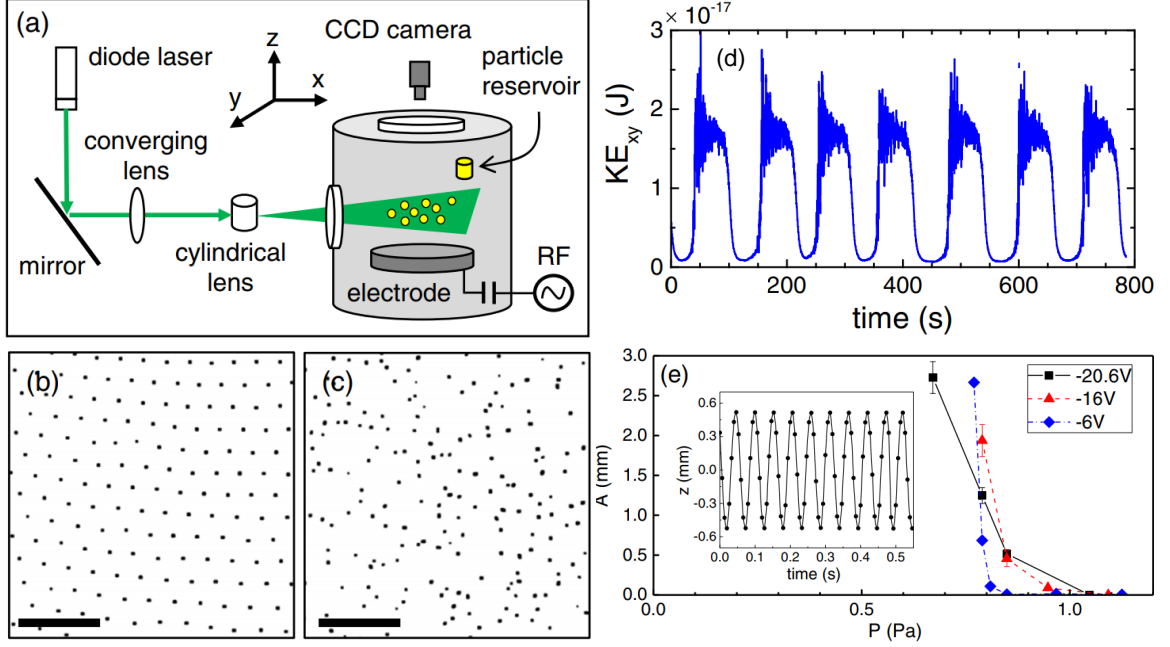 (a)
diode laser
z
y
x
CCD camera
particle
reservoir
converging
lens
mirror
cylindrical
lens
electrode
RF
(b)
(c)
(d)
3
× 10⁻¹⁷
2
1
0
KExy (J)
0 200 400 600 800
time (s)
(e)
-20.6V
-16V
-6V
3.0
2.5
2.0
1.5
1.0
0.5
0.0
A (mm)
0.0 0.5 1.0
P (Pa)
0.6
0.3
0.0
-0.3
-0.6
z (mm)
0.0 0.1 0.2 0.3 0.4 0.5
time (s)